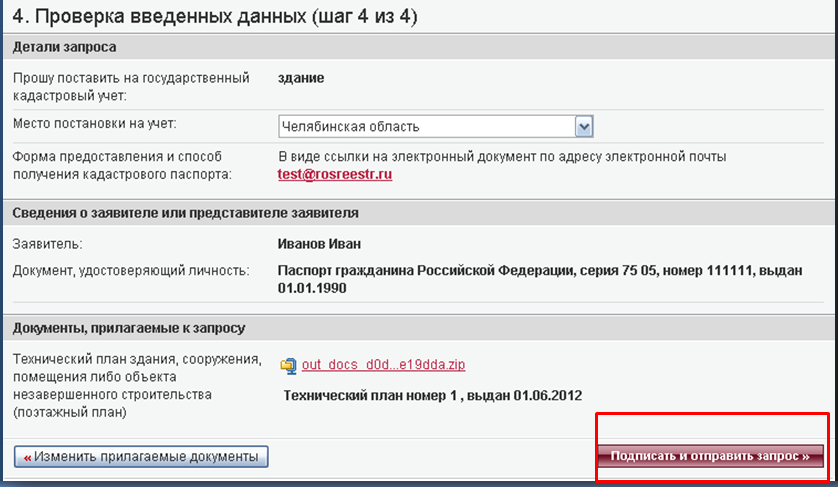 4. Проверка введенных данных (шаг 4 из 4)
Детали запроса
Прошу поставить на государственный
кадастровый учет:
здание
Место постановки на учет:
Челябинская область
Форма предоставления и способ
получения кадастрового паспорта:
В виде ссылки на электронный документ по адресу электронной почты
test@rosreestr.ru
Сведения о заявителе или представителе заявителя
Заявитель:
Иванов Иван
Документ, удостоверяющий личность:
Паспорт гражданина Российской Федерации, серия 75 05, номер 111111, выдан
01.01.1990
Документы, прилагаемые к запросу
Технический план здания, сооружения,
помещения либо объекта
незавершенного строительства
(поэтажный план)
out_docs_d0d...e19dda.zip
Технический план номер 1 , выдан 01.06.2012
« Изменить прилагаемые документы
Подписать и отправить запрос »